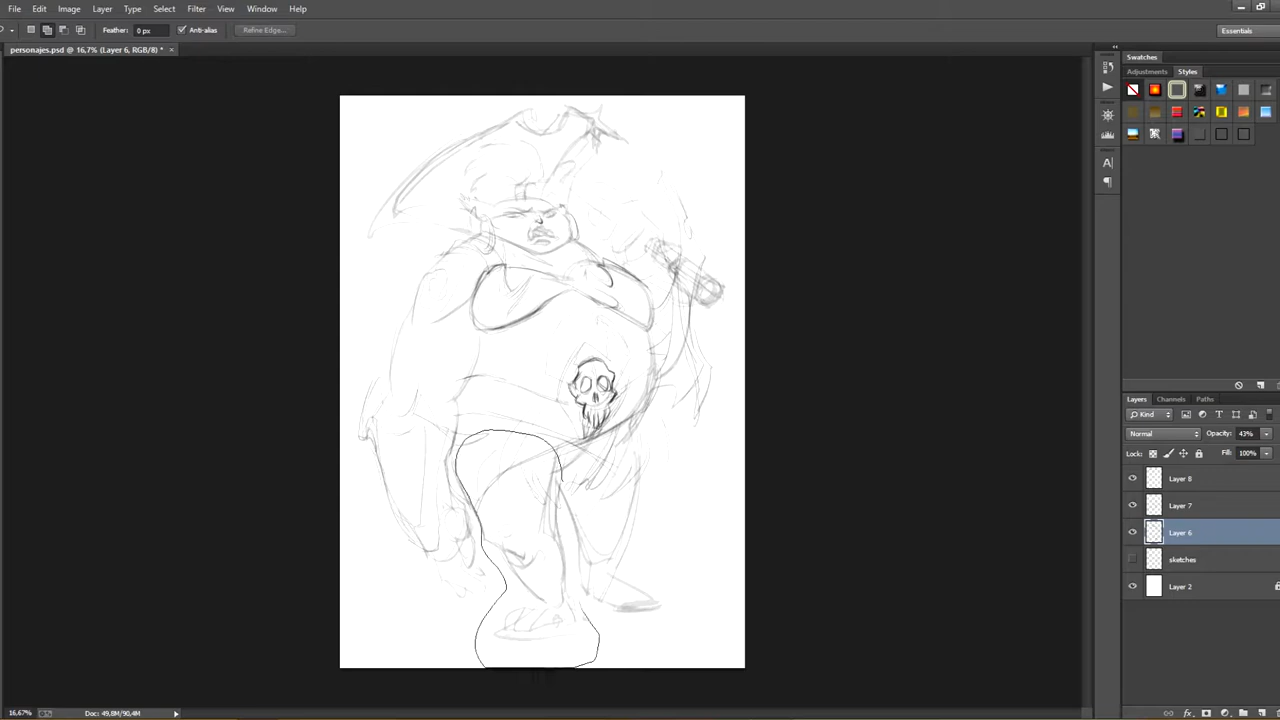 File Edit Image Layer Type Select Filter View Window Help
Feather: 0 px Anti-alias Refine Edge... Essentials
personajes.psd @ 16,7% (Layer 6, RGB/8) * ×
Swatches
Adjustments Styles
Layers Channels Paths
Kind
Normal Opacity: 43%
Lock: Fill: 100%
Layer 8
Layer 7
Layer 6
sketches
Layer 2
16,67% Doc: 49,8M/90,4M